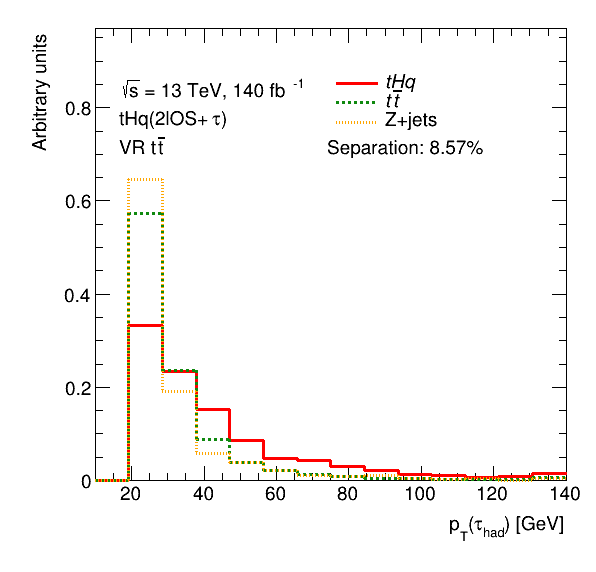 Arbitrary units
√s = 13 TeV, 140 fb⁻¹
tHq(2lOS+ τ)
VR tt̅
tHq
tt̅
Z+jets
Separation: 8.57%
0.8
0.6
0.4
0.2
0
20 40 60 80 100 120 140
p_T(τ_had) [GeV]